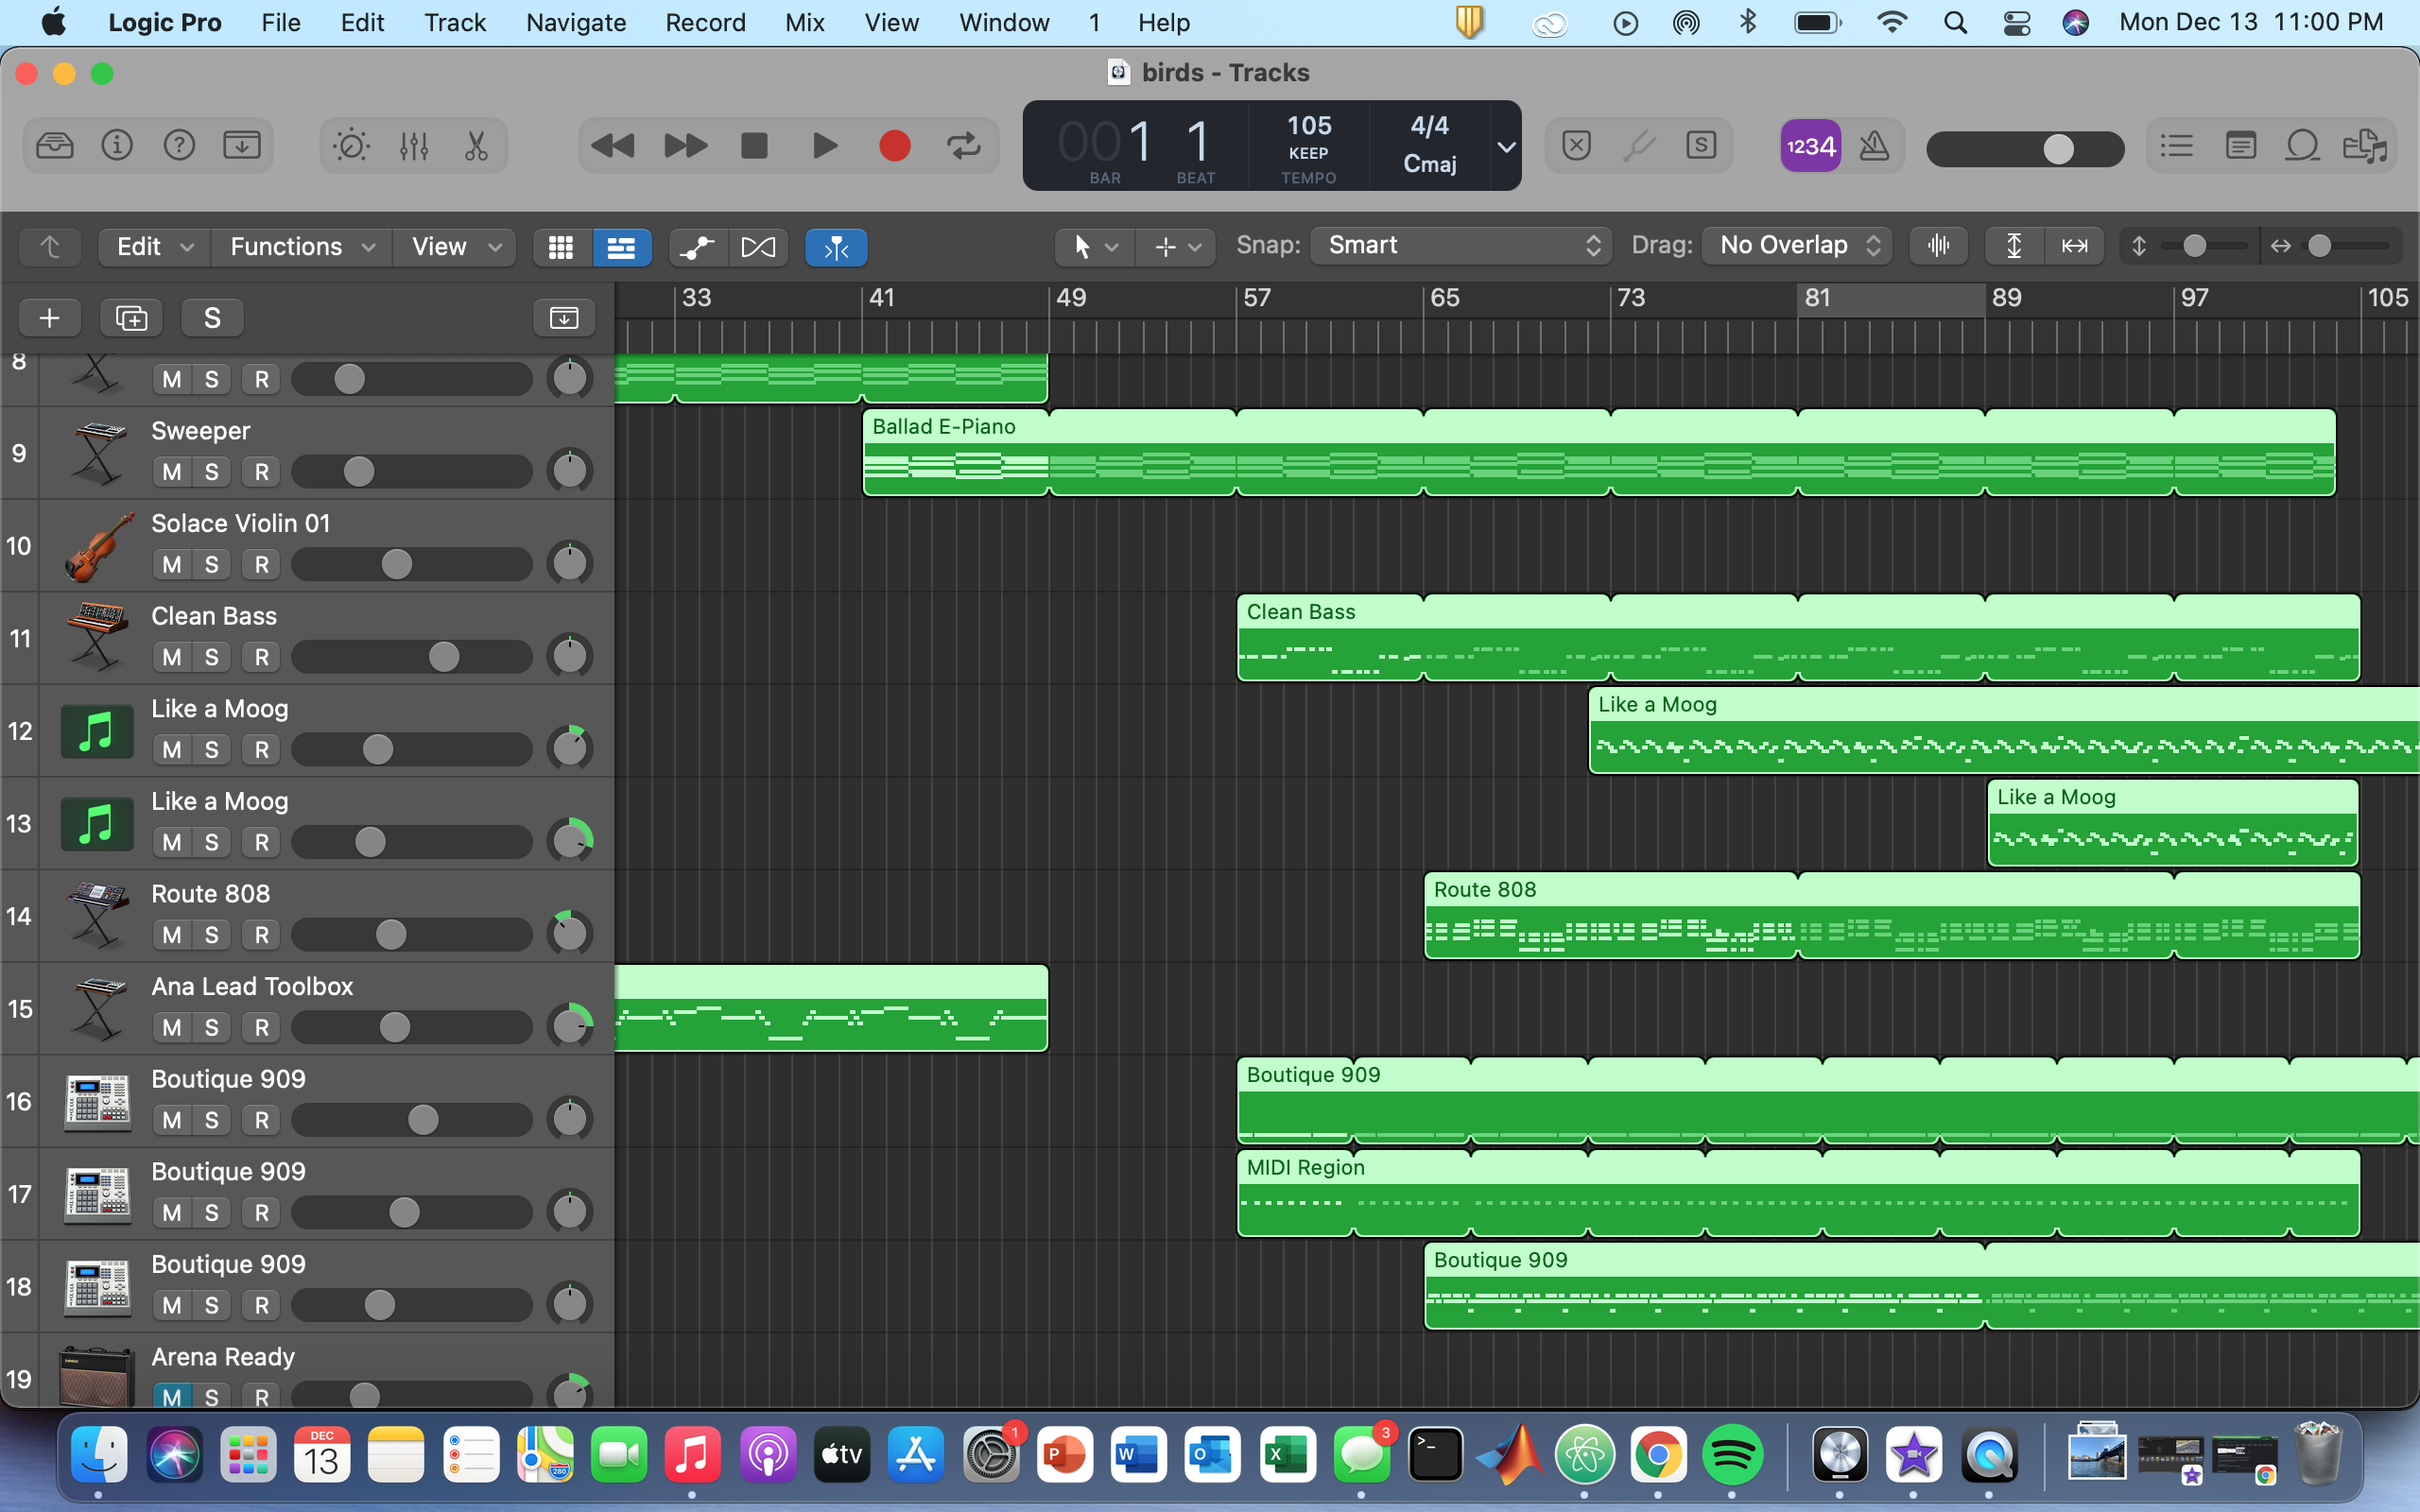 Logic Pro File Edit Track Navigate Record Mix View Window 1 Help Mon Dec 13 11:00 PM
birds - Tracks
001 1 105 4/4
KEEP Cmaj
BAR BEAT TEMPO
S 1234
Edit Functions View Snap: Smart Drag: No Overlap
S 33 41 49 57 65 73 81 89 97 105
8 M S R
9 Sweeper Ballad E-Piano
M S R
10 Solace Violin 01
M S R
11 Clean Bass Clean Bass
M S R
12 Like a Moog Like a Moog
M S R
13 Like a Moog Like a Moog
M S R
14 Route 808 Route 808
M S R
15 Ana Lead Toolbox
M S R
16 Boutique 909 Boutique 909
M S R
17 Boutique 909 MIDI Region
M S R
18 Boutique 909 Boutique 909
M S R
19 Arena Ready
M S R
DEC
13 280 tv 1 P W O X 3 >_